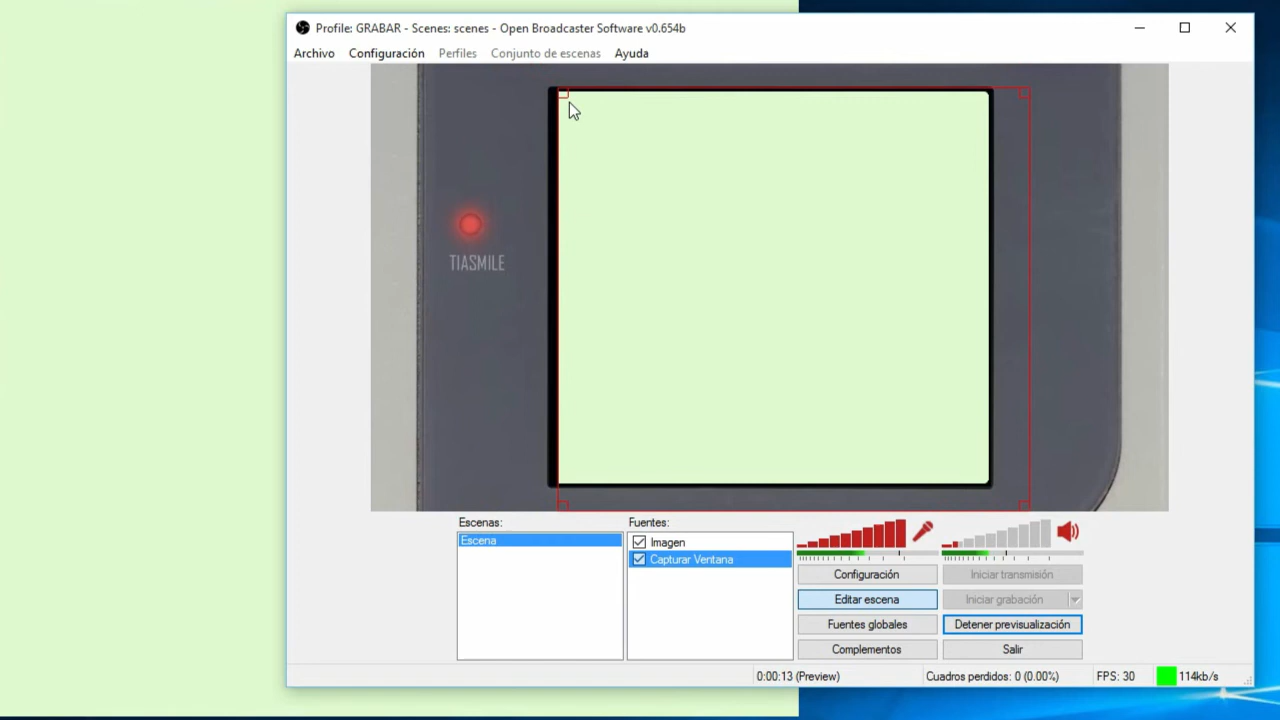 Profile: GRABAR - Scenes: scenes - Open Broadcaster Software v0.654b
Archivo Configuración Perfiles Conjunto de escenas Ayuda
TIASMILE
Escenas:
Escena
Fuentes:
Imagen
Capturar Ventana
Configuración
Iniciar transmisión
Editar escena
Iniciar grabación
Fuentes globales
Detener previsualización
Complementos
Salir
0:00:13 (Preview) Cuadros perdidos: 0 (0.00%) FPS: 30 114kb/s